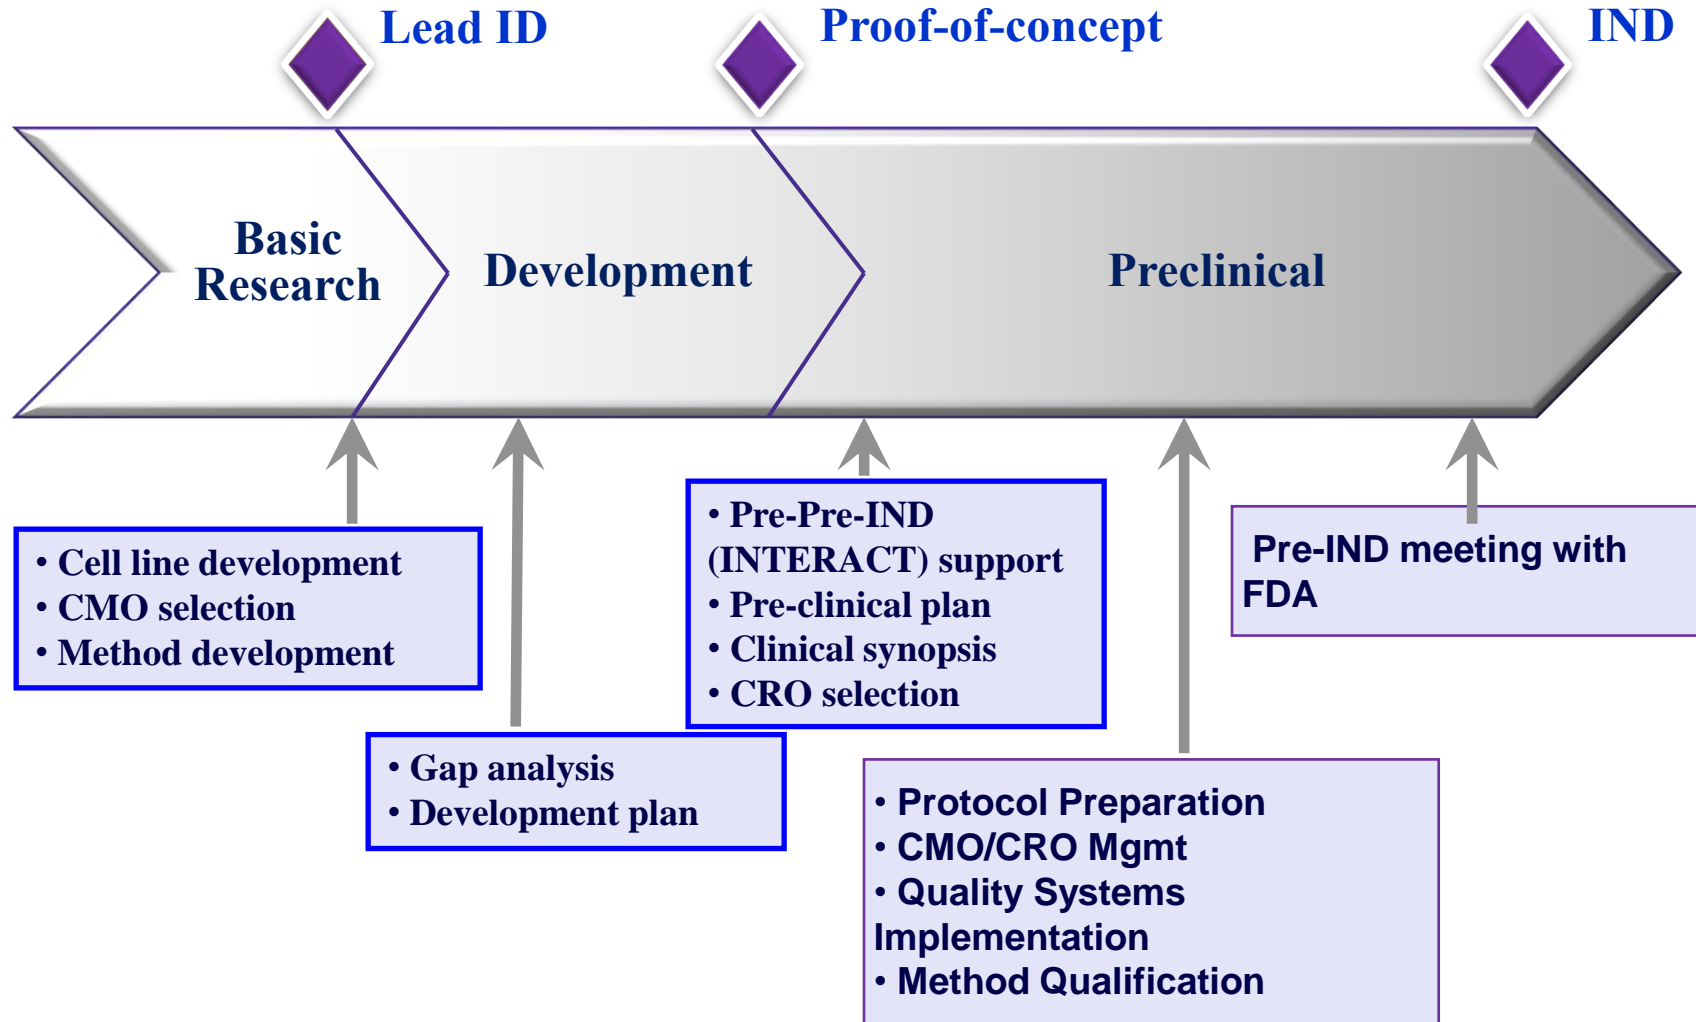 Lead ID
Proof-of-concept
IND
Basic
Research
Development
Preclinical
• Cell line development
• CMO selection
• Method development
• Gap analysis
• Development plan
• Pre-Pre-IND
(INTERACT) support
• Pre-clinical plan
• Clinical synopsis
• CRO selection
• Protocol Preparation
• CMO/CRO Mgmt
• Quality Systems
Implementation
• Method Qualification
Pre-IND meeting with
FDA